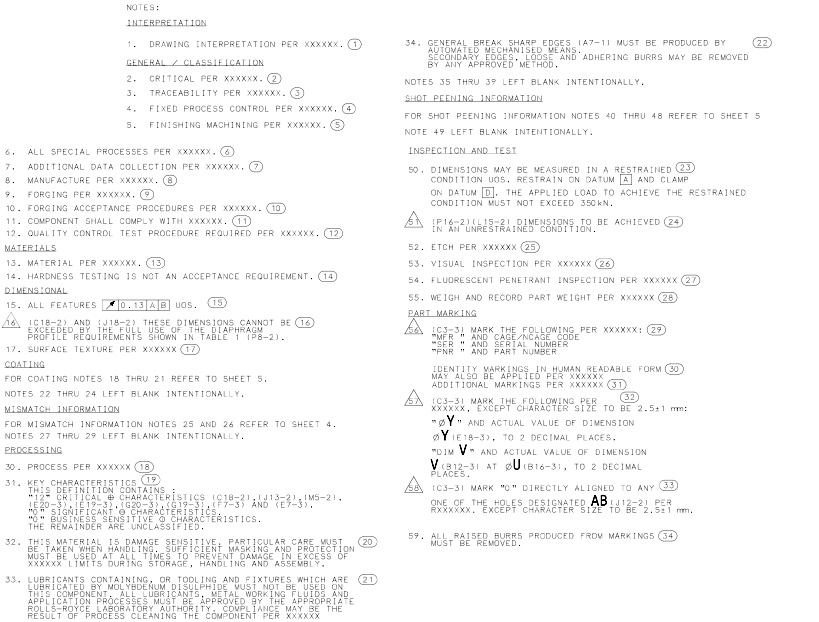 NOTES:
INTERPRETATION
1. DRAWING INTERPRETATION PER XXXXXX. 1
GENERAL / CLASSIFICATION
2. CRITICAL PER XXXXXX. 2
3. TRACEABILITY PER XXXXXX. 3
4. FIXED PROCESS CONTROL PER XXXXXX. 4
5. FINISHING MACHINING PER XXXXXX. 5
6. ALL SPECIAL PROCESSES PER XXXXXX. 6
7. ADDITIONAL DATA COLLECTION PER XXXXXX. 7
8. MANUFACTURE PER XXXXXX. 8
9. FORGING PER XXXXXX. 9
10. FORGING ACCEPTANCE PROCEDURES PER XXXXXX. 10
11. COMPONENT SHALL COMPLY WITH XXXXXX. 11
12. QUALITY CONTROL TEST PROCEDURE REQUIRED PER XXXXXX. 12
MATERIALS
13. MATERIAL PER XXXXXX. 13
14. HARDNESS TESTING IS NOT AN ACCEPTANCE REQUIREMENT. 14
DIMENSIONAL
15. ALL FEATURES 0.13 A B UOS. 15
16 (C18-2) AND (J18-2) THESE DIMENSIONS CANNOT BE 16
EXCEEDED BY THE FULL USE OF THE DIAPHRAGM
PROFILE REQUIREMENTS SHOWN IN TABLE 1 (P8-2).
17. SURFACE TEXTURE PER XXXXXX 17
COATING
FOR COATING NOTES 18 THRU 21 REFER TO SHEET 5.
NOTES 22 THRU 24 LEFT BLANK INTENTIONALLY.
MISMATCH INFORMATION
FOR MISMATCH INFORMATION NOTES 25 AND 26 REFER TO SHEET 4.
NOTES 27 THRU 29 LEFT BLANK INTENTIONALLY.
PROCESSING
30. PROCESS PER XXXXXX 18
31. KEY CHARACTERISTICS 19
THIS DEFINITION CONTAINS :
"12" CRITICAL ⊕ CHARACTERISTICS (C18-2),(J13-2),(M5-2),
(E20-3),(E19-3),(G20-3),(G19-3),(F7-3) AND (E7-3).
"0" SIGNIFICANT ⊖ CHARACTERISTICS.
"0" BUSINESS SENSITIVE ⊙ CHARACTERISTICS.
THE REMAINDER ARE UNCLASSIFIED.
32. THIS MATERIAL IS DAMAGE SENSITIVE, PARTICULAR CARE MUST 20
BE TAKEN WHEN HANDLING. SUFFICIENT MASKING AND PROTECTION
MUST BE USED AT ALL TIMES TO PREVENT DAMAGE IN EXCESS OF
XXXXXX LIMITS DURING STORAGE, HANDLING AND ASSEMBLY.
33. LUBRICANTS CONTAINING, OR TOOLING AND FIXTURES WHICH ARE 21
LUBRICATED BY MOLYBDENUM DISULPHIDE MUST NOT BE USED ON
THIS COMPONENT. ALL LUBRICANTS, METAL WORKING FLUIDS AND
APPLICATION PROCESSES MUST BE APPROVED BY THE APPROPRIATE
ROLLS-ROYCE LABORATORY AUTHORITY. COMPLIANCE MAY BE THE
RESULT OF PROCESS CLEANING THE COMPONENT PER XXXXXX
34. GENERAL BREAK SHARP EDGES (A7-1) MUST BE PRODUCED BY 22
AUTOMATED MECHANISED MEANS.
SECONDARY EDGES, LOOSE AND ADHERING BURRS MAY BE REMOVED
BY ANY APPROVED METHOD.
NOTES 35 THRU 39 LEFT BLANK INTENTIONALLY.
SHOT PEENING INFORMATION
FOR SHOT PEENING INFORMATION NOTES 40 THRU 48 REFER TO SHEET 5
NOTE 49 LEFT BLANK INTENTIONALLY.
INSPECTION AND TEST
50. DIMENSIONS MAY BE MEASURED IN A RESTRAINED 23
CONDITION UOS. RESTRAIN ON DATUM A AND CLAMP
ON DATUM D. THE APPLIED LOAD TO ACHIEVE THE RESTRAINED
CONDITION MUST NOT EXCEED 350kN.
51 (P16-2)(L15-2) DIMENSIONS TO BE ACHIEVED 24
IN AN UNRESTRAINED CONDITION.
52. ETCH PER XXXXXX 25
53. VISUAL INSPECTION PER XXXXXX 26
54. FLUORESCENT PENETRANT INSPECTION PER XXXXXX 27
55. WEIGH AND RECORD PART WEIGHT PER XXXXXX 28
PART MARKING
56 (C3-3) MARK THE FOLLOWING PER XXXXXX: 29
"MFR " AND CAGE/NCAGE CODE
"SER " AND SERIAL NUMBER
"PNR " AND PART NUMBER
IDENTITY MARKINGS IN HUMAN READABLE FORM 30
MAY ALSO BE APPLIED PER XXXXXX
ADDITIONAL MARKINGS PER XXXXXX 31
57 (C3-3) MARK THE FOLLOWING PER 32
XXXXXX, EXCEPT CHARACTER SIZE TO BE 2.5±1 mm:
"øY" AND ACTUAL VALUE OF DIMENSION
øY(E18-3), TO 2 DECIMAL PLACES.
"DIM V" AND ACTUAL VALUE OF DIMENSION
V(B12-3) AT øU(B16-3), TO 2 DECIMAL
PLACES.
58 (C3-3) MARK "O" DIRECTLY ALIGNED TO ANY 33
ONE OF THE HOLES DESIGNATED AB(J12-2) PER
RXXXXXX. EXCEPT CHARACTER SIZE TO BE 2.5±1 mm.
59. ALL RAISED BURRS PRODUCED FROM MARKINGS 34
MUST BE REMOVED.